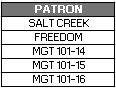 PATRON
SALT CREEK
FREEDOM
MGT 101-14
MGT 101-15
MGT 101-16